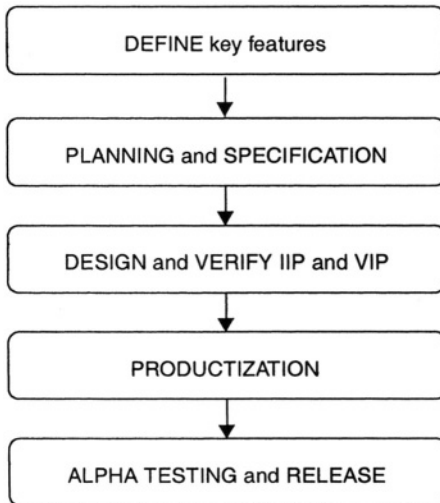 DEFINE key features
PLANNING and SPECIFICATION
DESIGN and VERIFY IIP and VIP
PRODUCTIZATION
ALPHA TESTING and RELEASE